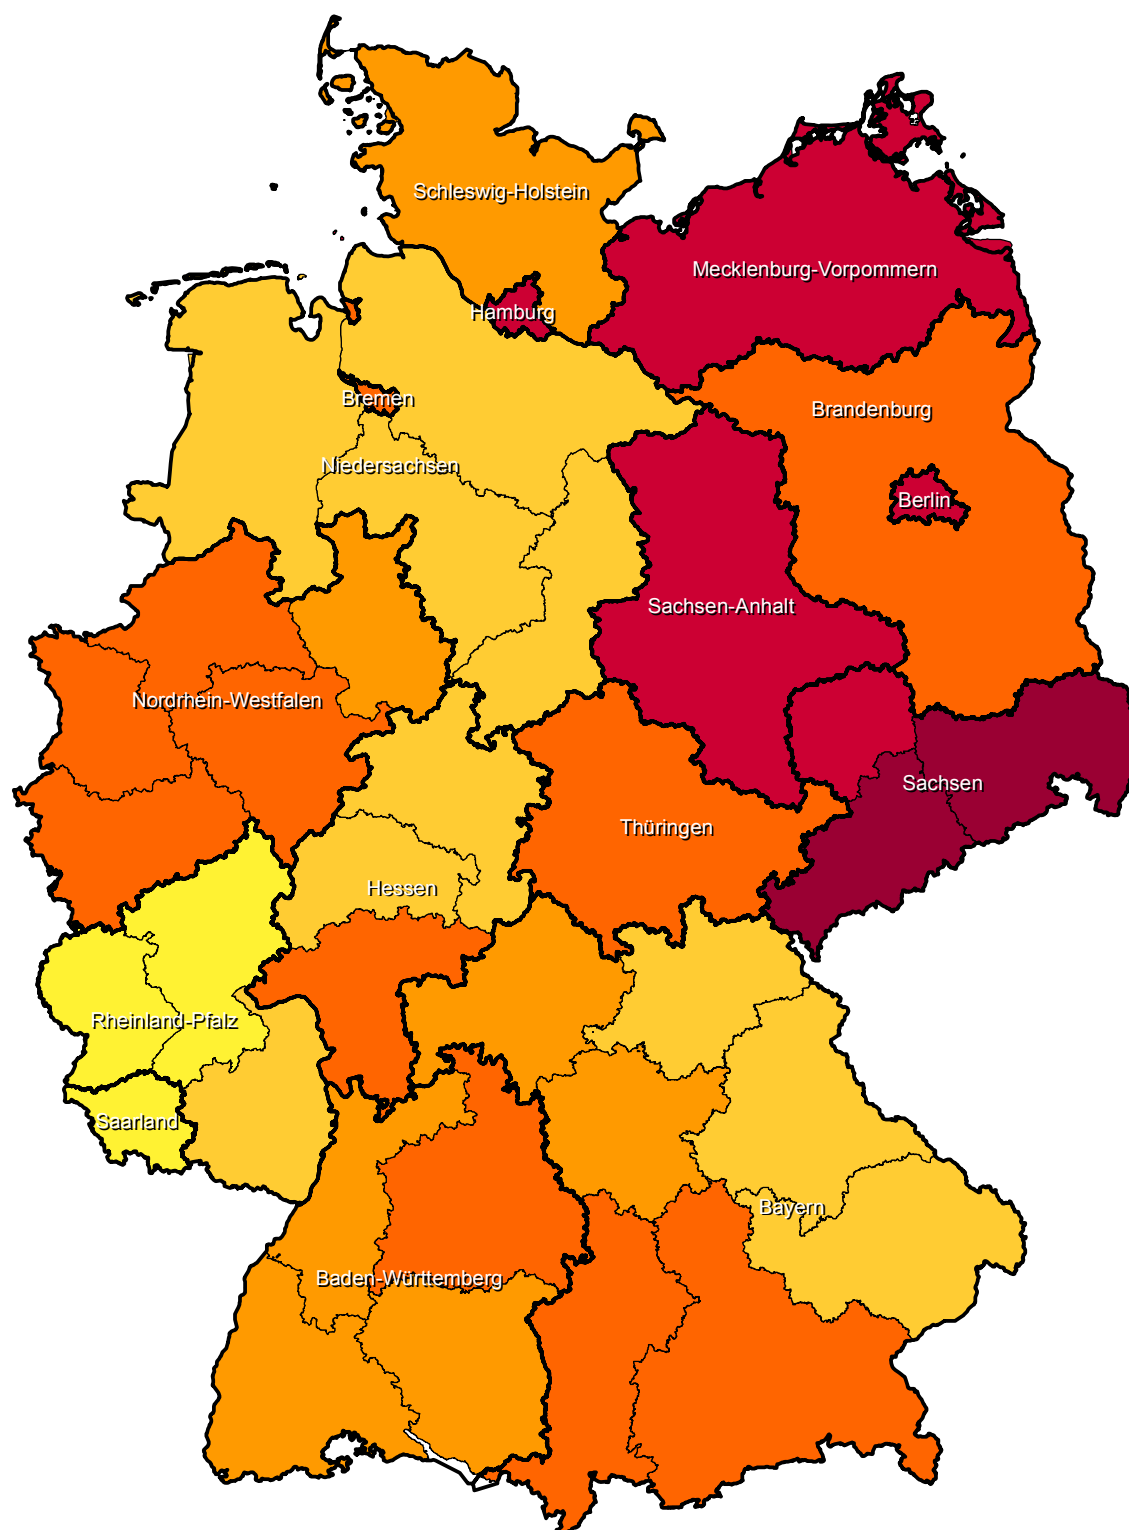 Schleswig-Holstein
Mecklenburg-Vorpommern
Hamburg
Bremen
Brandenburg
Niedersachsen
Berlin
Sachsen-Anhalt
Nordrhein-Westfalen
Sachsen
Thüringen
Hessen
Rheinland-Pfalz
Saarland
Bayern
Baden-Württemberg